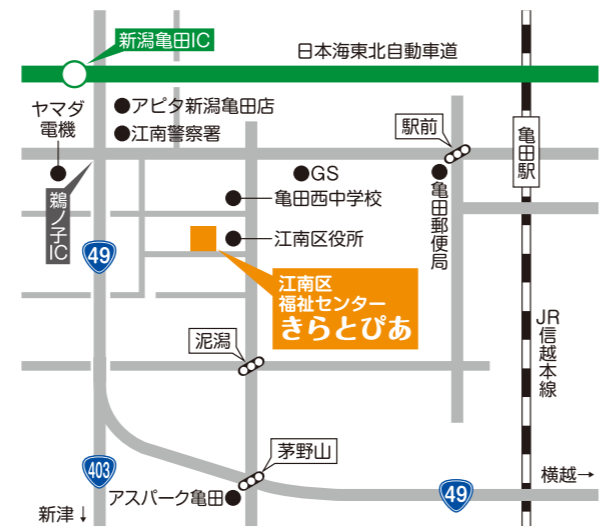 新潟亀田IC
日本海東北自動車道
ヤマダ
電機
アピタ新潟亀田店
江南警察署
駅前
亀田駅
GS
亀田西中学校
亀田郵便局
鵜ノ子IC
49
江南区役所
江南区
福祉センター
きらとぴあ
泥潟
JR信越本線
茅野山
403
アスパーク亀田
49
横越→
新津↓